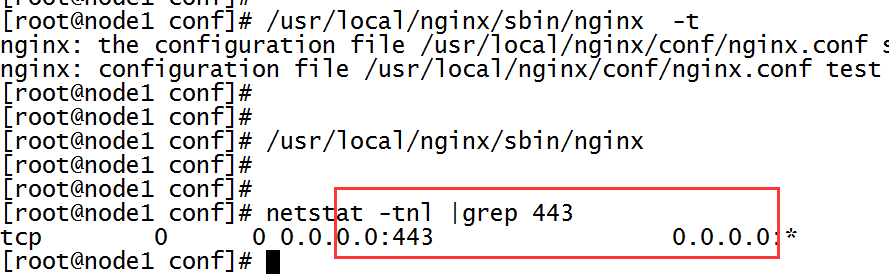 [root@node1 conf]# /usr/local/nginx/sbin/nginx  -t
nginx: the configuration file /usr/local/nginx/conf/nginx.conf s
nginx: configuration file /usr/local/nginx/conf/nginx.conf test
[root@node1 conf]#
[root@node1 conf]#
[root@node1 conf]# /usr/local/nginx/sbin/nginx
[root@node1 conf]#
[root@node1 conf]#
[root@node1 conf]# netstat -tnl |grep 443
tcp        0      0 0.0.0.0:443                 0.0.0.0:*
[root@node1 conf]#